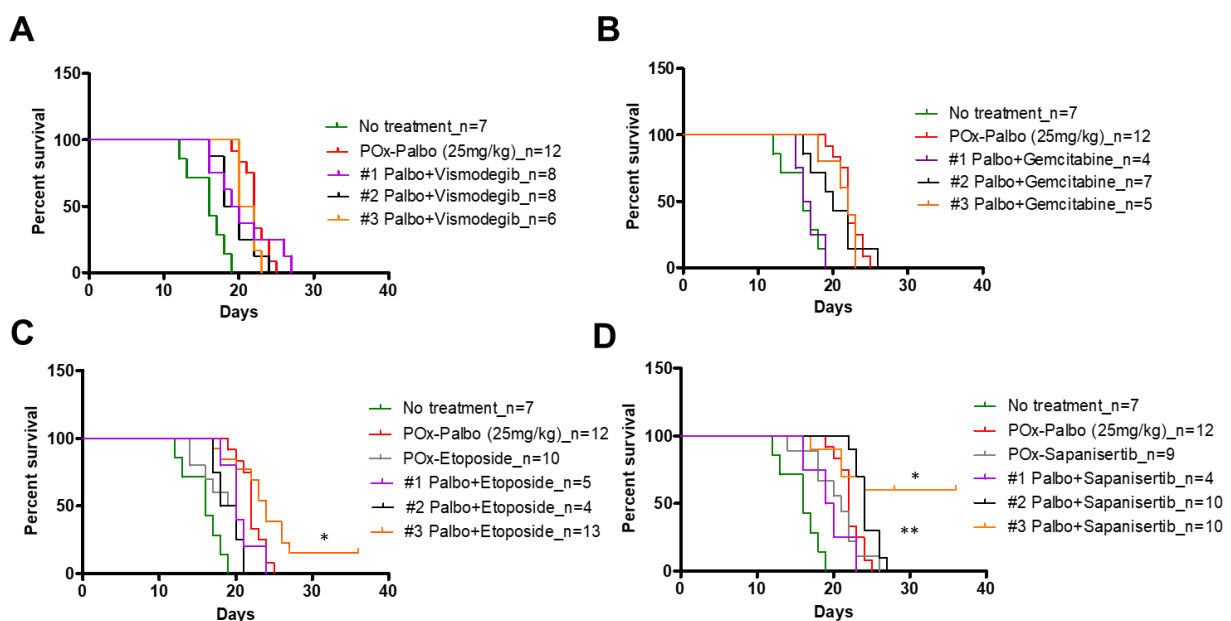 A
Percent survival
150
100
50
0
0 10 20 30 40
Days
No treatment_n=7
POx-Palbo (25mg/kg)_n=12
#1 Palbo+Vismodegib_n=8
#2 Palbo+Vismodegib_n=8
#3 Palbo+Vismodegib_n=6
B
Percent survival
150
100
50
0
0 10 20 30 40
Days
No treatment_n=7
POx-Palbo (25mg/kg)_n=12
#1 Palbo+Gemcitabine_n=4
#2 Palbo+Gemcitabine_n=7
#3 Palbo+Gemcitabine_n=5
C
Percent survival
150
100
50
0
0 10 20 30 40
Days
No treatment_n=7
POx-Palbo (25mg/kg)_n=12
POx-Etoposide_n=10
#1 Palbo+Etoposide_n=5
#2 Palbo+Etoposide_n=4
#3 Palbo+Etoposide_n=13
*
D
Percent survival
150
100
50
0
0 10 20 30 40
Days
No treatment_n=7
POx-Palbo (25mg/kg)_n=12
POx-Sapanisertib_n=9
#1 Palbo+Sapanisertib_n=4
#2 Palbo+Sapanisertib_n=10
#3 Palbo+Sapanisertib_n=10
*
**